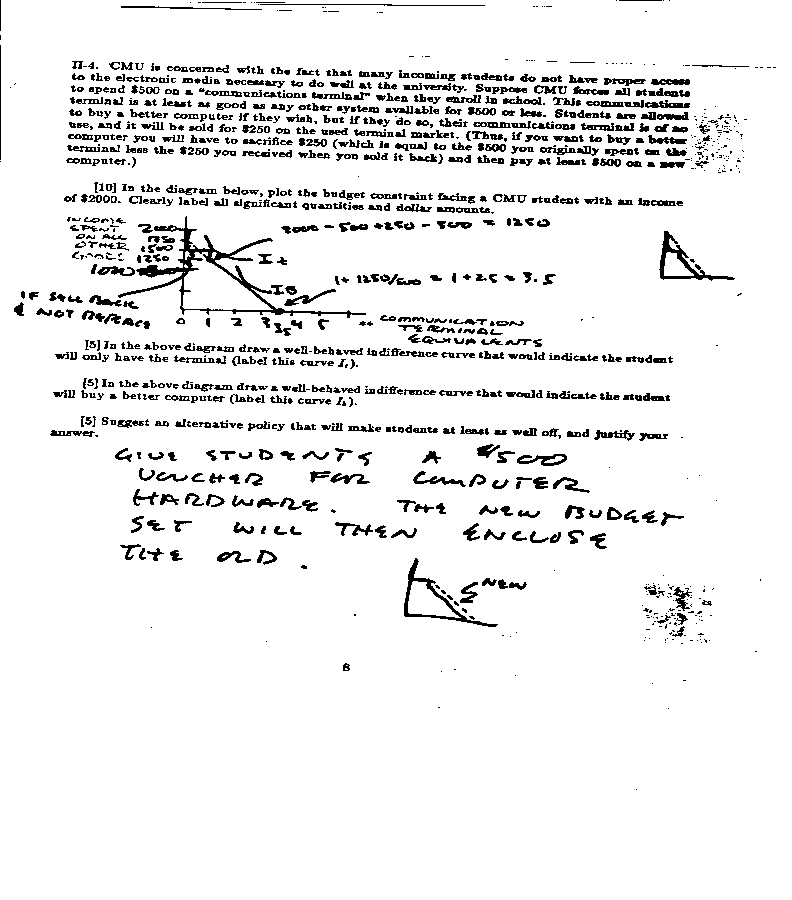 II-4. CMU is concerned with the fact that many incoming students do not have proper access
to the electronic media necessary to do well at the university. Suppose CMU forces all students
to spend $500 on a "communications terminal" when they enroll in school. This communications
terminal is at least as good as any other system available for $500 or less. Students are allowed
to buy a better computer if they wish, but if they do so, their communications terminal is of no
use, and it will be sold for $250 on the used terminal market. (Thus, if you want to buy a better
computer you will have to sacrifice $250 (which is equal to the $500 you originally spent on the
terminal less the $250 you received when you sold it back) and then pay at least $500 on a new
computer.)
[10] In the diagram below, plot the budget constraint facing a CMU student with an income
of $2000. Clearly label all significant quantities and dollar amounts.
INCOME
SPENT
ON ALL
OTHER
GOODS
2000
1750
1500
1250
1000
2000 - 500 + 250 - 500 = 1250
It
IB
1 + 1250/500 = 1 + 2.5 = 3.5
IF SELL BACK
& NOT REPLACE
0 1 2 3 3.5 4 5
COMMUNICATION
TERMINAL
EQUIVALENTS
[5] In the above diagram draw a well-behaved indifference curve that would indicate the student
will only have the terminal (label this curve It).
[5] In the above diagram draw a well-behaved indifference curve that would indicate the student
will buy a better computer (label this curve Ib).
[5] Suggest an alternative policy that will make students at least as well off, and justify your
answer.
GIVE STUDENTS A $500
VOUCHER FOR COMPUTER
HARDWARE. THE NEW BUDGET
SET WILL THEN ENCLOSE
THE OLD.
NEW